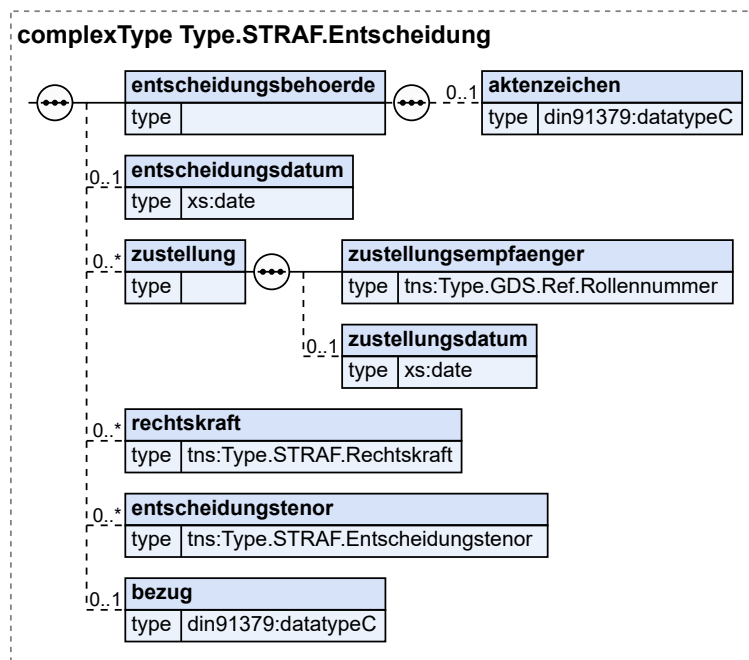 complexType Type.STRAF.Entscheidung
entscheidungsbehoerde
type
0..1
aktenzeichen
type din91379:datatypeC
0..1
entscheidungsdatum
type xs:date
0..*
zustellung
type
zustellungsempfaenger
type tns:Type.GDS.Ref.Rollennummer
0..1
zustellungsdatum
type xs:date
0..*
rechtskraft
type tns:Type.STRAF.Rechtskraft
0..*
entscheidungstenor
type tns:Type.STRAF.Entscheidungstenor
0..1
bezug
type din91379:datatypeC